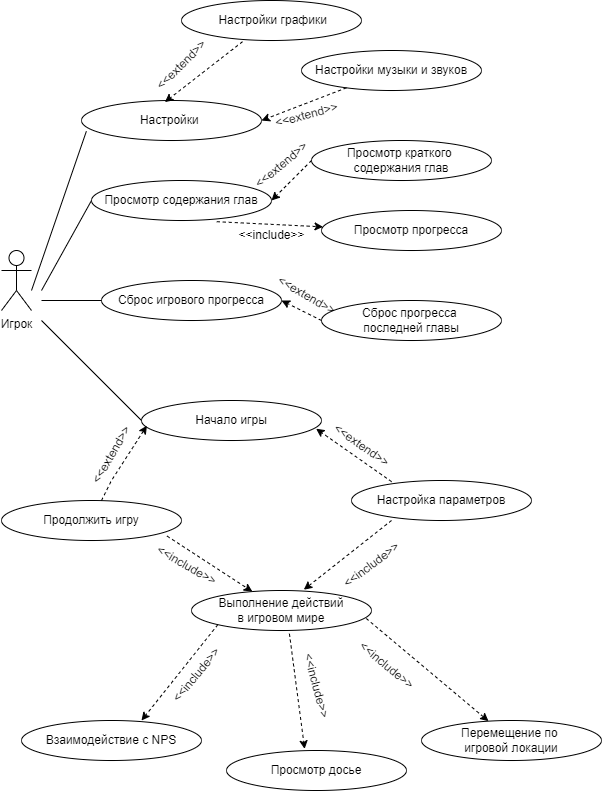 Настройки графики
<<extend>>
Настройки музыки и звуков
Настройки
<<extend>>
Просмотр краткого
содержания глав
<<extend>>
Просмотр содержания глав
Просмотр прогресса
<<include>>
Игрок
Сброс игрового прогресса
<<extend>>
Сброс прогресса
последней главы
Начало игры
<<extend>>
<<extend>>
Продолжить игру
Настройка параметров
<<include>>
<<include>>
Выполнение действий
в игровом мире
<<include>>
<<include>>
<<include>>
Взаимодействие с NPS
Просмотр досье
Перемещение по
игровой локации